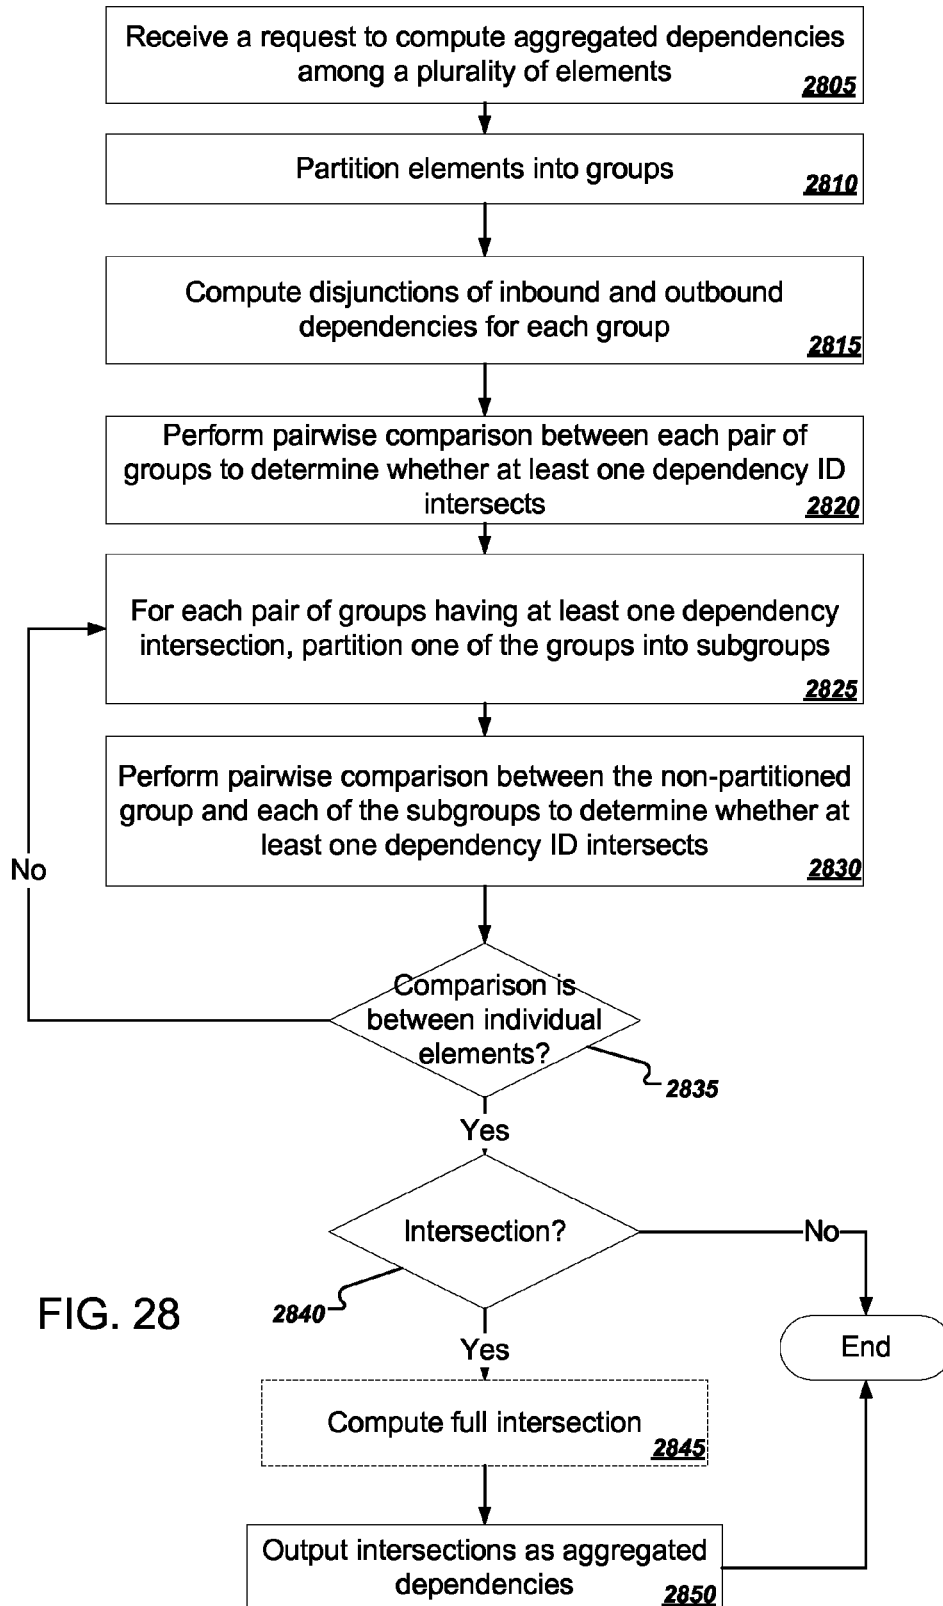 Receive a request to compute aggregated dependencies
among a plurality of elements
2805
Partition elements into groups
2810
Compute disjunctions of inbound and outbound
dependencies for each group
2815
Perform pairwise comparison between each pair of
groups to determine whether at least one dependency ID
intersects
2820
For each pair of groups having at least one dependency
intersection, partition one of the groups into subgroups
2825
Perform pairwise comparison between the non-partitioned
group and each of the subgroups to determine whether at
least one dependency ID intersects
2830
No
Comparison is
between individual
elements?
2835
Yes
Intersection?
No
2840
FIG. 28
Yes
End
Compute full intersection
2845
Output intersections as aggregated
dependencies
2850